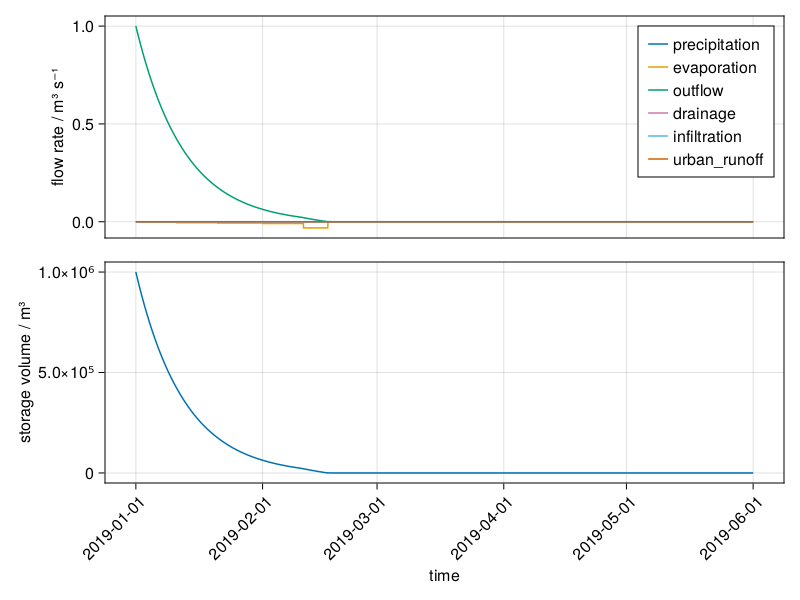 1.0
0.5
0.0
flow rate / m³ s⁻¹
precipitation
evaporation
outflow
drainage
infiltration
urban_runoff
1.0×10⁶
5.0×10⁵
0
storage volume / m³
2019-01-01
2019-02-01
2019-03-01
2019-04-01
2019-05-01
2019-06-01
time